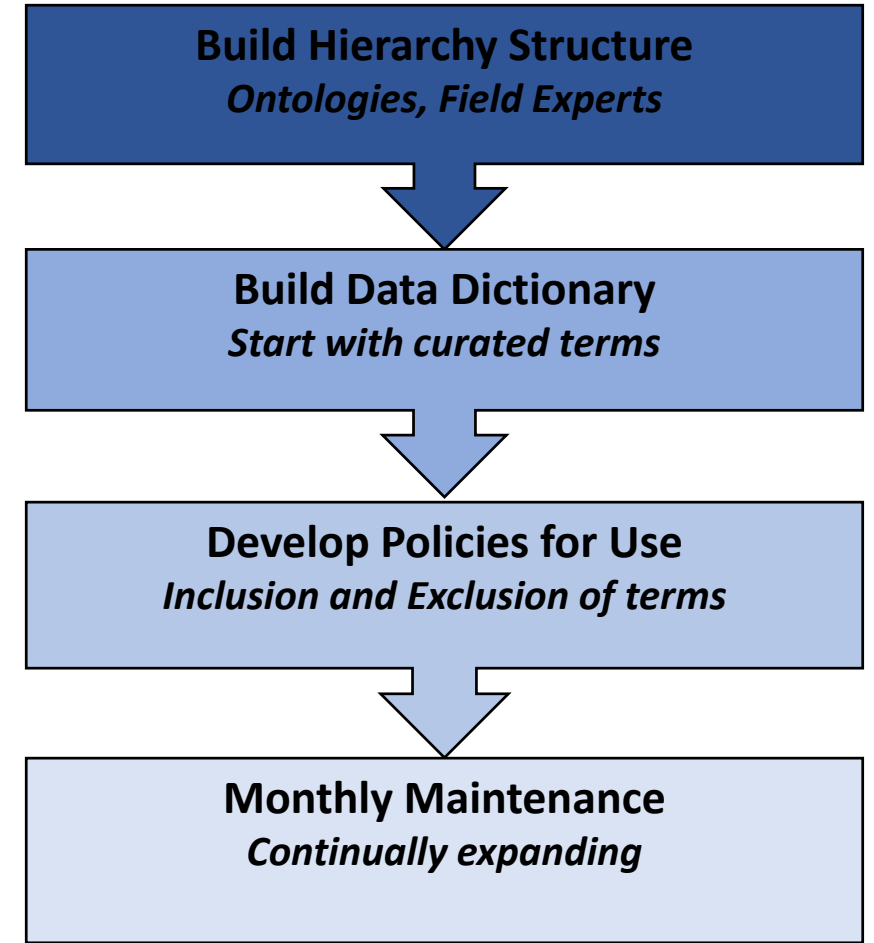 Build Hierarchy Structure
Ontologies, Field Experts
Build Data Dictionary
Start with curated terms
Develop Policies for Use
Inclusion and Exclusion of terms
Monthly Maintenance
Continually expanding